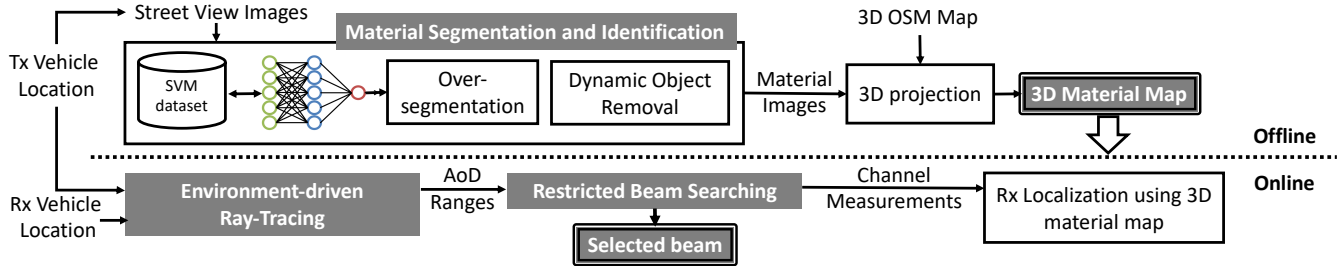 Street View Images
Tx Vehicle
Location
Material Segmentation and Identification
SVM
dataset
Over-
segmentation
Dynamic Object
Removal
Material
Images
3D OSM Map
3D projection
3D Material Map
Offline
Online
Rx Vehicle
Location
Environment-driven
Ray-Tracing
AoD
Ranges
Restricted Beam Searching
Selected beam
Channel
Measurements
Rx Localization using 3D
material map